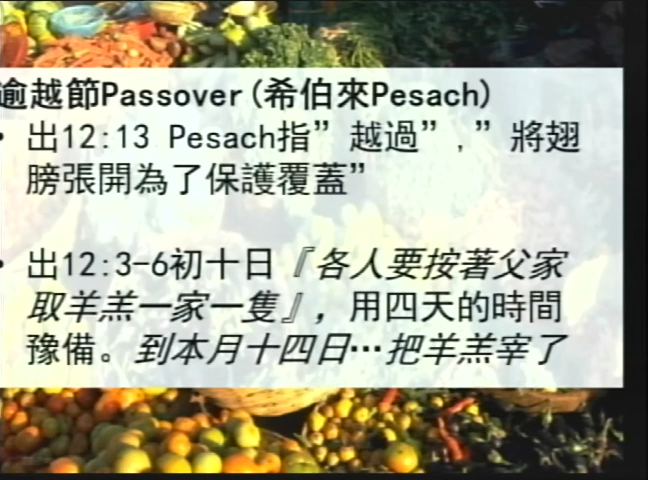 逾越節Passover(希伯來Pesach)
• 出12:13 Pesach指”越過”,”將翅
膀張開為了保護覆蓋”
• 出12:3-6初十日『各人要按著父家
取羊羔一家一隻』，用四天的時間
豫備。到本月十四日…把羊羔宰了